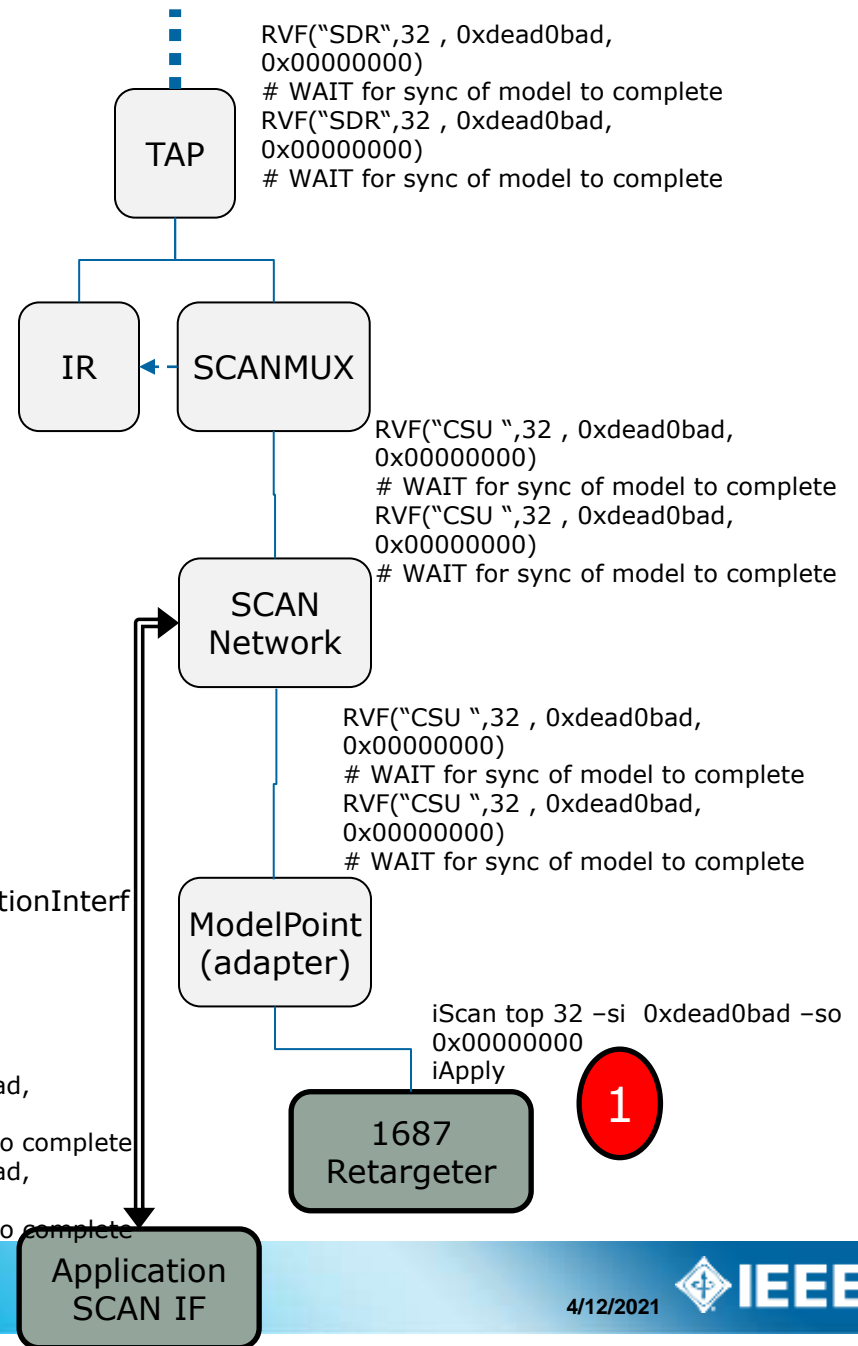 RVF("SDR",32 , 0xdead0bad,
0x00000000)
# WAIT for sync of model to complete
RVF("SDR",32 , 0xdead0bad,
0x00000000)
# WAIT for sync of model to complete
TAP
IR
SCANMUX
RVF("CSU ",32 , 0xdead0bad,
0x00000000)
# WAIT for sync of model to complete
RVF("CSU ",32 , 0xdead0bad,
0x00000000)
# WAIT for sync of model to complete
SCAN
Network
RVF("CSU ",32 , 0xdead0bad,
0x00000000)
# WAIT for sync of model to complete
RVF("CSU ",32 , 0xdead0bad,
0x00000000)
# WAIT for sync of model to complete
tionInterf
ModelPoint
(adapter)
iScan top 32 –si 0xdead0bad –so
0x00000000
iApply
1
1687
Retargeter
ad,
o complete
ad,
o complete
Application
SCAN IF
4/12/2021
IEEE